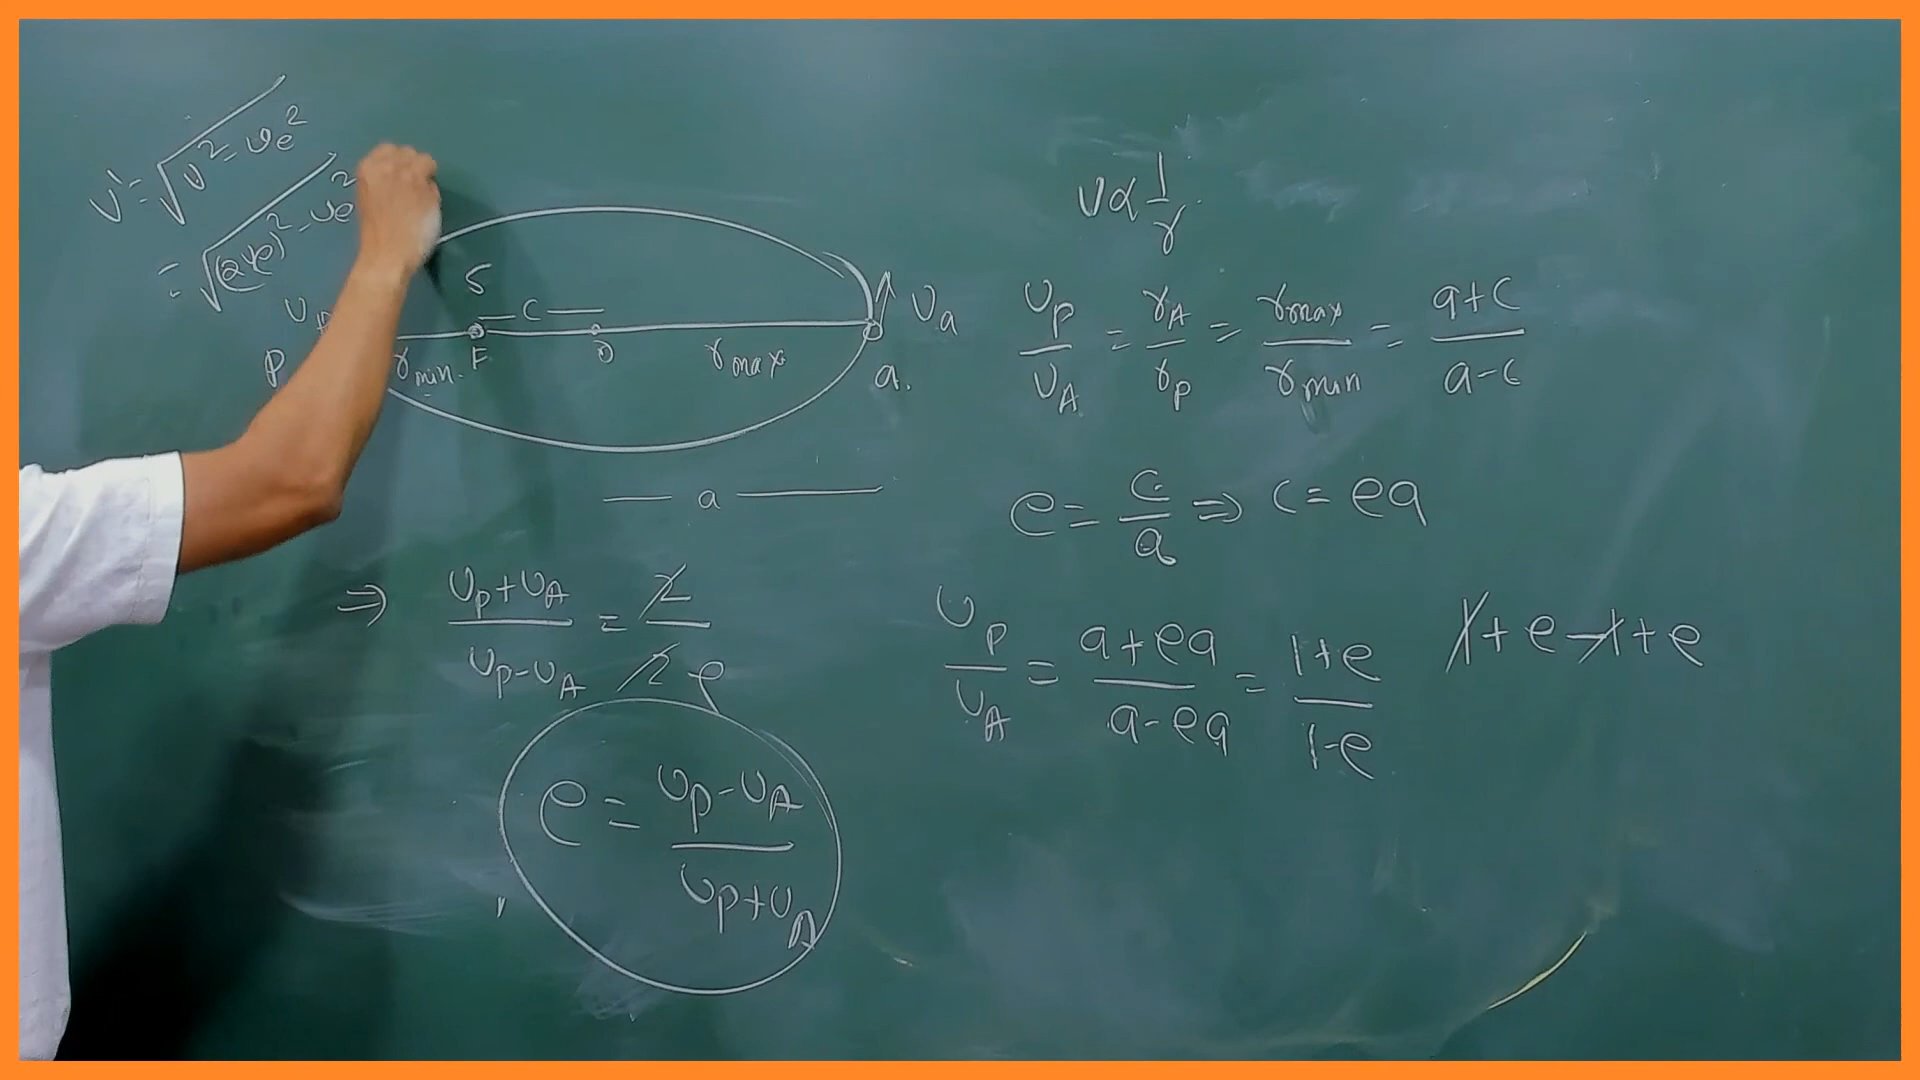 v' = √v² - ve²
= √(2ve)² - ve²
S
C
P
rmin.
F
O
rmax.
a.
va
a
v ∝ 1/r
vP/vA = rA/rP = rmax/rmin = a+c/a-c
e = c/a ⇒ c = ea
vP/vA = a+ea/a-ea = 1+e/1-e
1+e-1+e
⇒ vP+vA/vP-vA = 2/2e
e = vP-vA/vP+vA